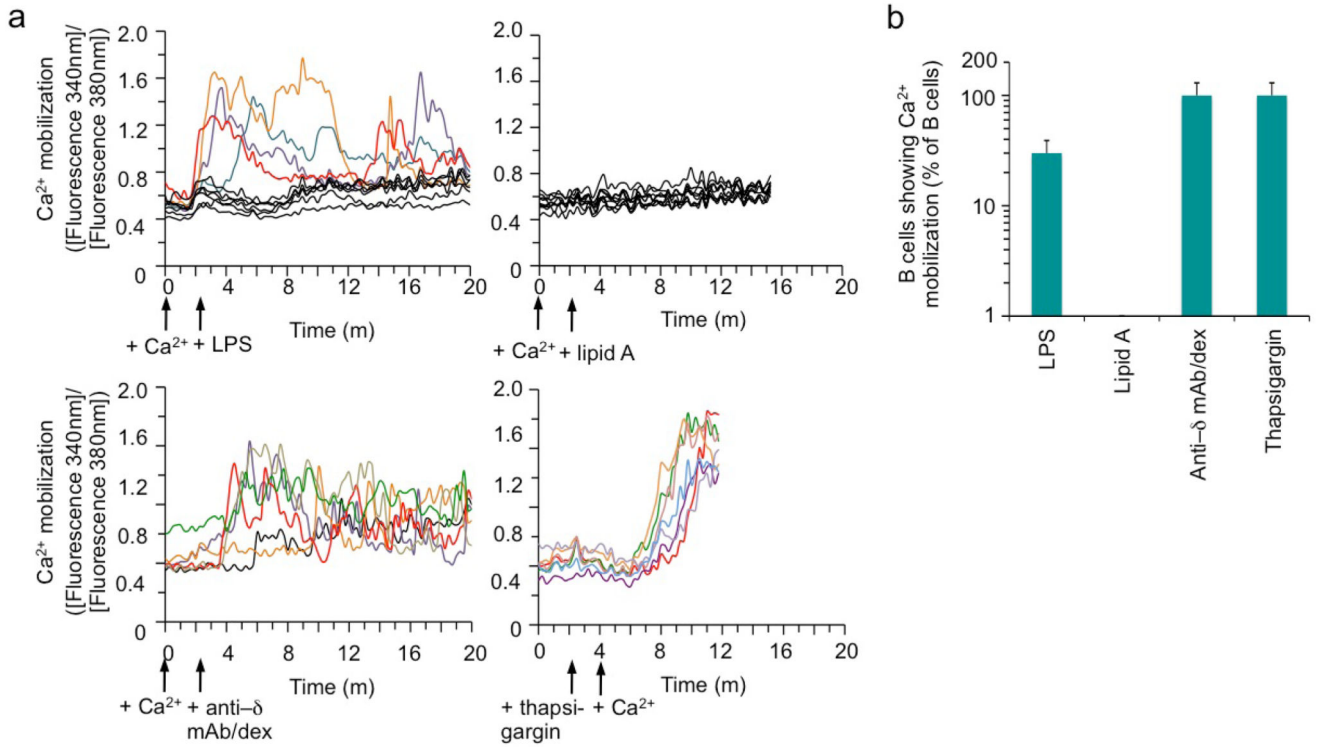 a
Ca²⁺ mobilization
([Fluorescence 340nm]/
[Fluorescence 380nm])
2.0
1.6
1.2
0.8
0.4
0
0 4 8 12 16 20
Time (m)
+ Ca²⁺ + LPS
2.0
1.6
1.2
0.8
0.4
0
0 4 8 12 16 20
Time (m)
+ Ca²⁺ + lipid A
Ca²⁺ mobilization
([Fluorescence 340nm]/
[Fluorescence 380nm])
2.0
1.6
1.2
0.8
0.4
0
0 4 8 12 16 20
Time (m)
+ Ca²⁺ + anti–δ
mAb/dex
2.0
1.6
1.2
0.8
0.4
0
0 4 8 12 16 20
Time (m)
+ thapsi- + Ca²⁺
gargin
b
B cells showing Ca²⁺
mobilization (% of B cells)
200
100
10
1
LPS
Lipid A
Anti–δ mAb/dex
Thapsigargin